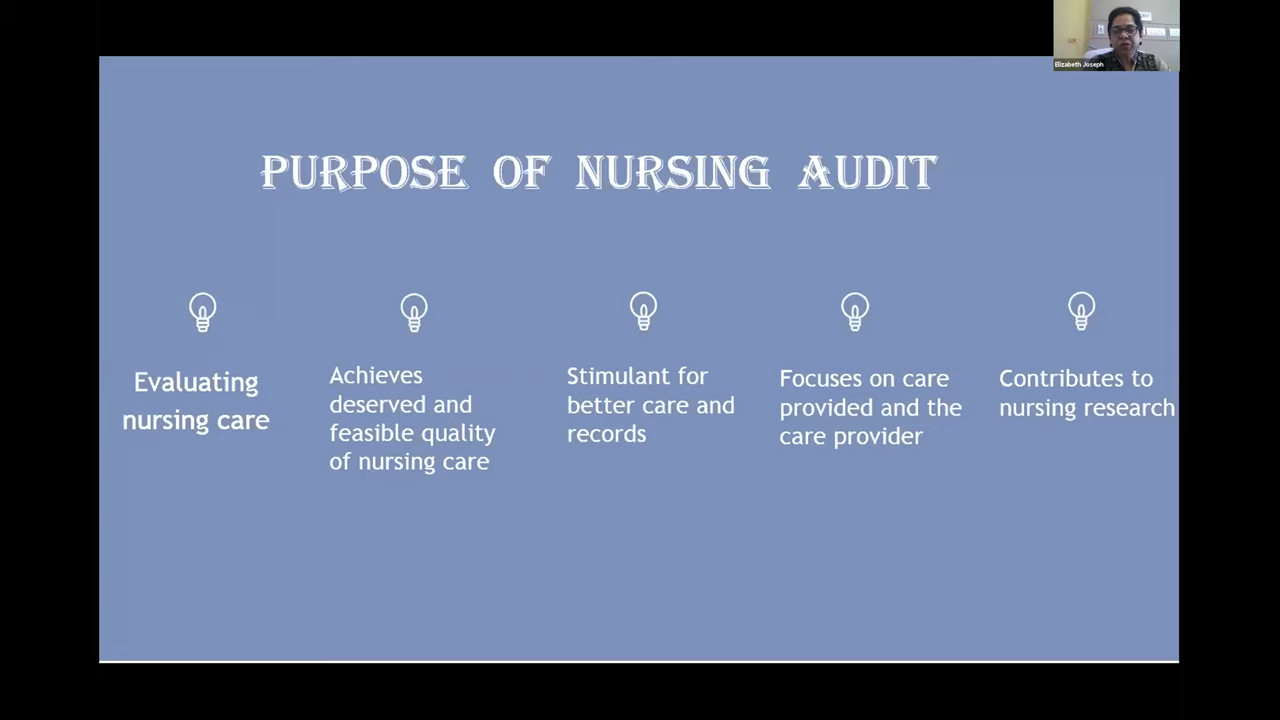 Elizabeth Joseph
PURPOSE OF NURSING AUDIT
Evaluating
nursing care
Achieves
deserved and
feasible quality
of nursing care
Stimulant for
better care and
records
Focuses on care
provided and the
care provider
Contributes to
nursing research